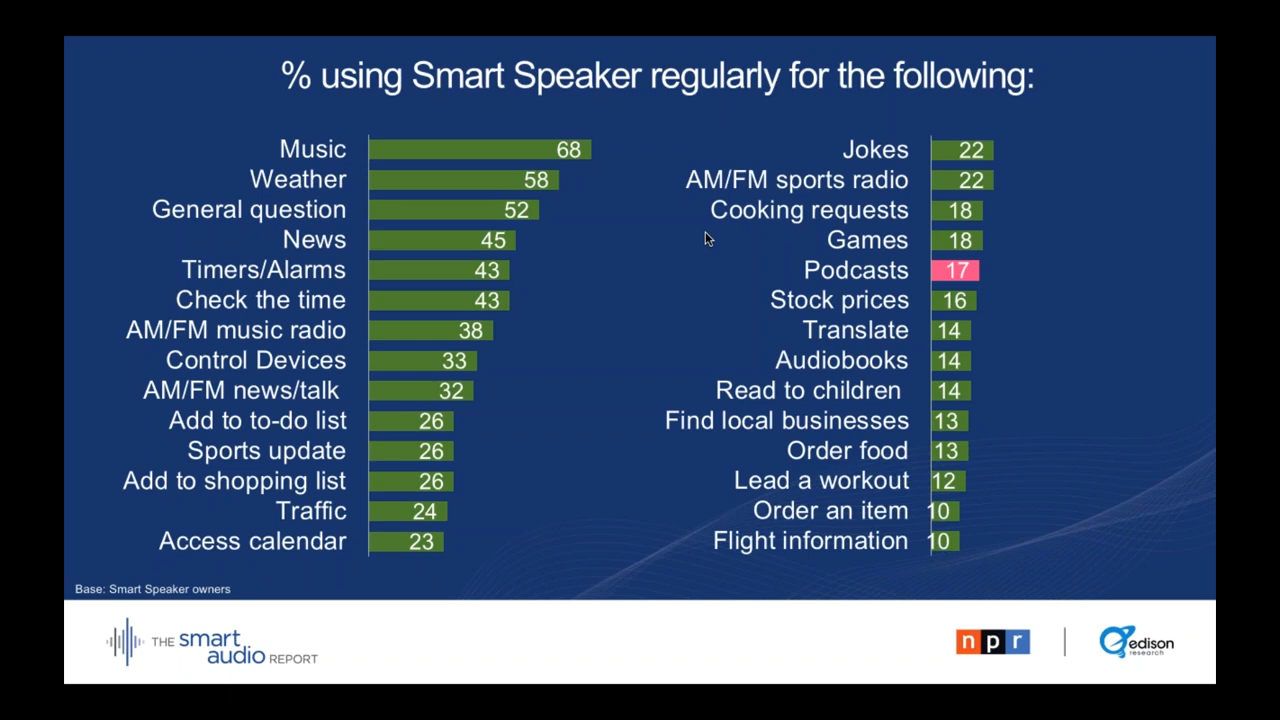 % using Smart Speaker regularly for the following:
Music 68
Weather 58
General question 52
News 45
Timers/Alarms 43
Check the time 43
AM/FM music radio 38
Control Devices 33
AM/FM news/talk 32
Add to to-do list 26
Sports update 26
Add to shopping list 26
Traffic 24
Access calendar 23
Jokes 22
AM/FM sports radio 22
Cooking requests 18
Games 18
Podcasts 17
Stock prices 16
Translate 14
Audiobooks 14
Read to children 14
Find local businesses 13
Order food 13
Lead a workout 12
Order an item 10
Flight information 10
Base: Smart Speaker owners
THE smart
audio REPORT
npr
edison
research